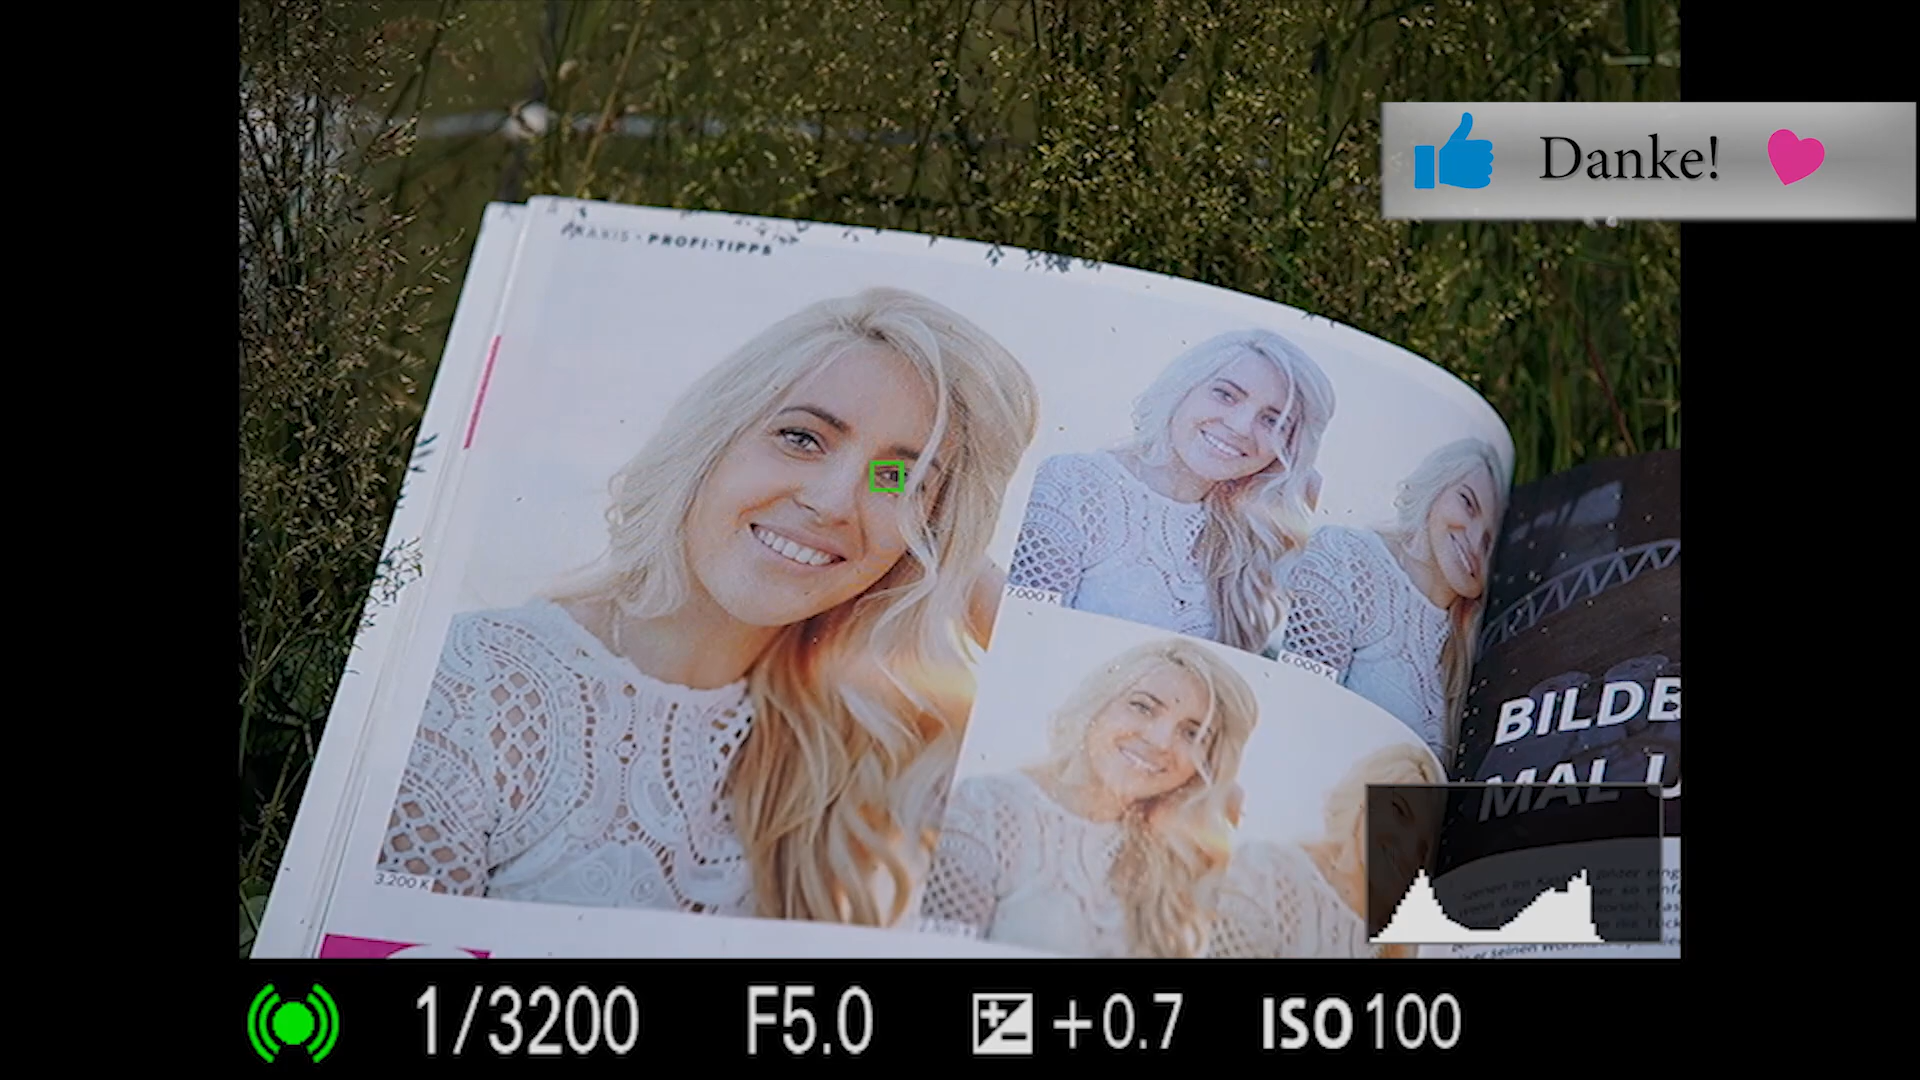 Danke!
PRAXIS · PROFI-TIPPS
7.000 K
6.000 K
BILDE
MAL U
3.200 K
1/3200 F5.0 +0.7 ISO 100